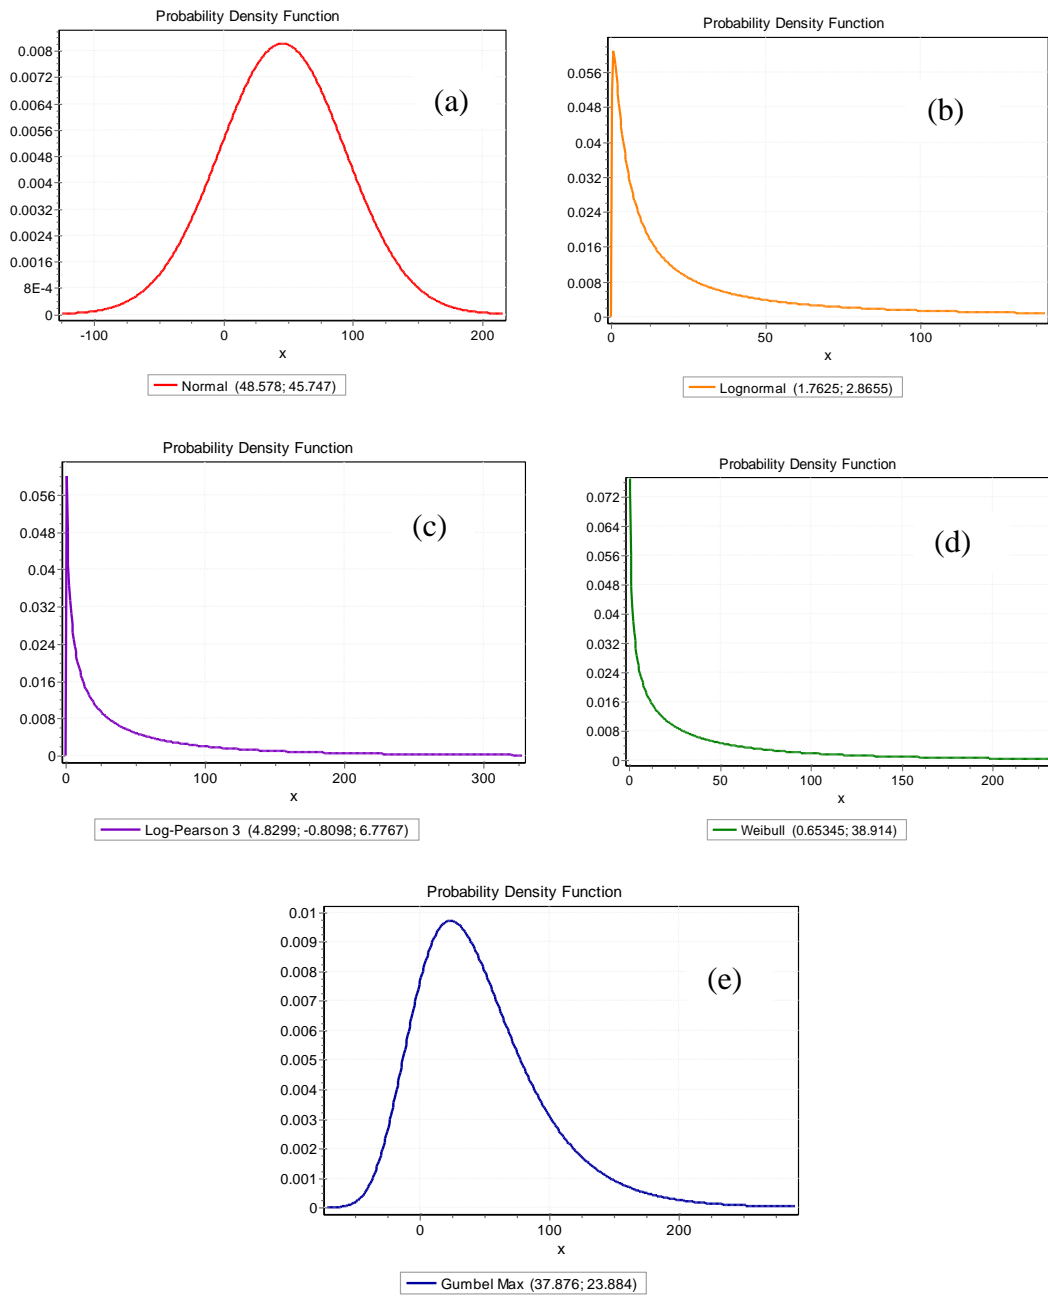 Probability Density Function
0.008
0.0072
0.0064
0.0056
0.0048
0.004
0.0032
0.0024
0.0016
8E-4
0
(a)
-100 0 100 200
x
Normal (48.578; 45.747)
Probability Density Function
0.056
0.048
0.04
0.032
0.024
0.016
0.008
0
(b)
0 50 100
x
Lognormal (1.7625; 2.8655)
Probability Density Function
0.056
0.048
0.04
0.032
0.024
0.016
0.008
0
(c)
0 100 200 300
x
Log-Pearson 3 (4.8299; -0.8098; 6.7767)
Probability Density Function
0.072
0.064
0.056
0.048
0.04
0.032
0.024
0.016
0.008
0
(d)
0 50 100 150 200
x
Weibull (0.65345; 38.914)
Probability Density Function
0.01
0.009
0.008
0.007
0.006
0.005
0.004
0.003
0.002
0.001
0
(e)
0 100 200
x
Gumbel Max (37.876; 23.884)